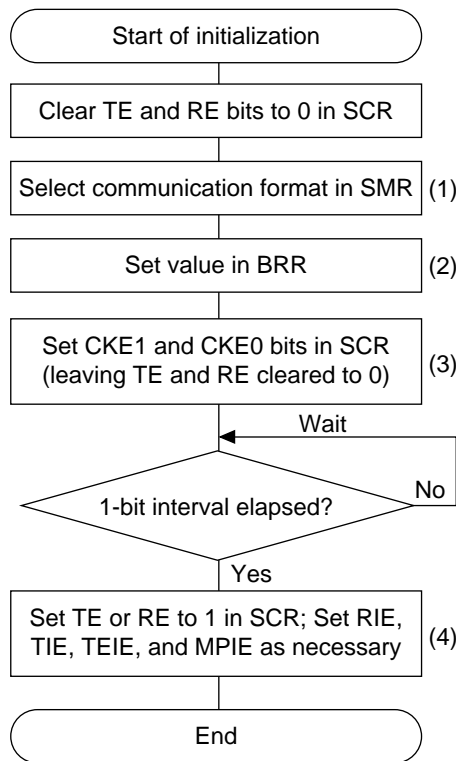 Start of initialization
Clear TE and RE bits to 0 in SCR
Select communication format in SMR
(1)
Set value in BRR
(2)
Set CKE1 and CKE0 bits in SCR
(leaving TE and RE cleared to 0)
(3)
Wait
1-bit interval elapsed?
No
Yes
Set TE or RE to 1 in SCR; Set RIE,
TIE, TEIE, and MPIE as necessary
(4)
End